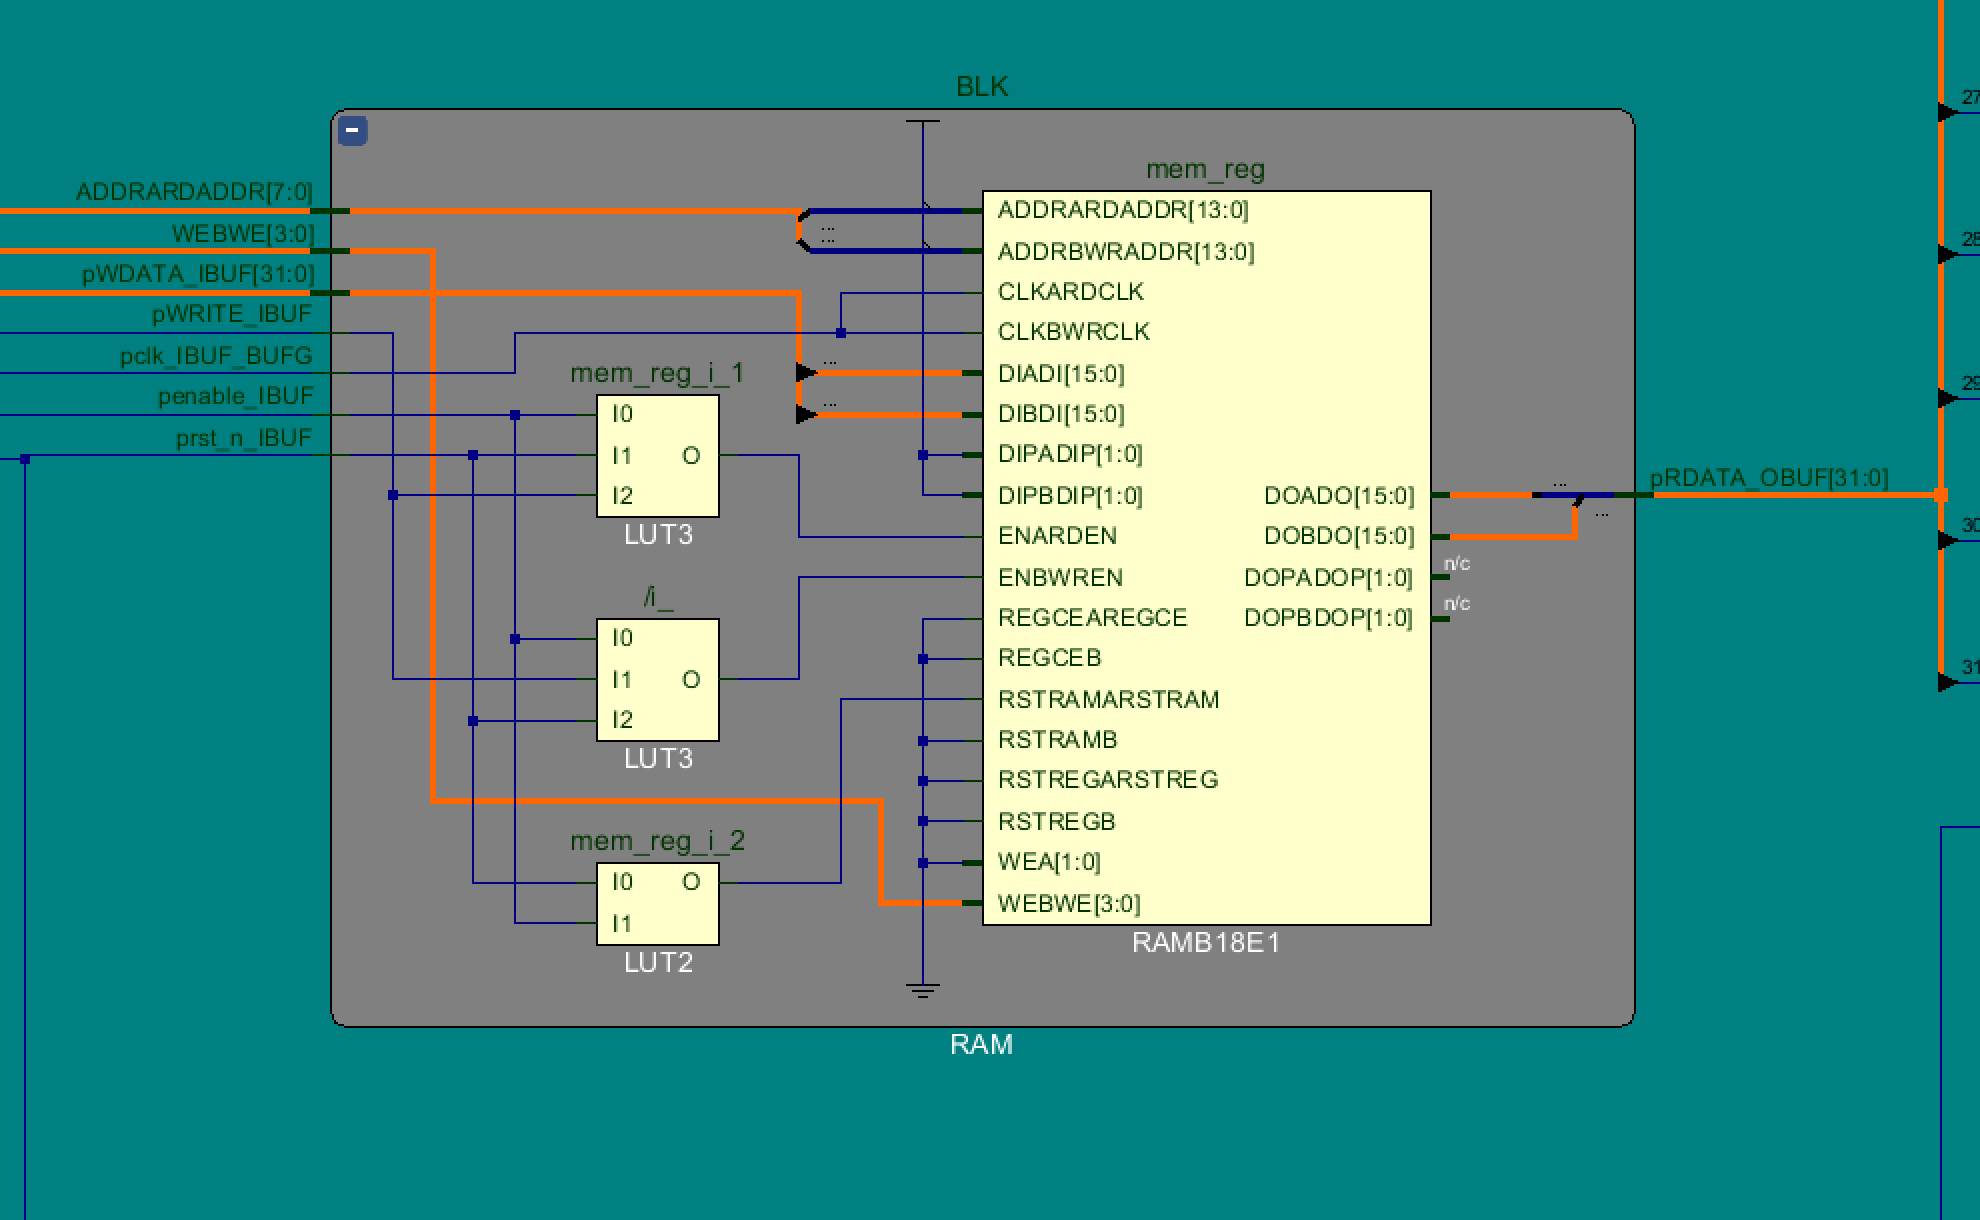 BLK
ADDRARDADDR[7:0]
WEBWE[3:0]
pWDATA_IBUF[31:0]
pWRITE_IBUF
pclk_IBUF_BUFG
penable_IBUF
prst_n_IBUF
mem_reg_i_1
I0
I1 O
I2
LUT3
/i_
I0
I1 O
I2
LUT3
mem_reg_i_2
I0 O
I1
LUT2
mem_reg
ADDRARDADDR[13:0]
ADDRBWRADDR[13:0]
CLKARDCLK
CLKBWRCLK
DIADI[15:0]
DIBDI[15:0]
DIPADIP[1:0]
DIPBDIP[1:0] DOADO[15:0]
ENARDEN DOBDO[15:0]
ENBWREN DOPADOP[1:0]
REGCEAREGCE DOPBDOP[1:0]
REGCEB
RSTRAMARSTRAM
RSTRAMB
RSTREGARSTREG
RSTREGB
WEA[1:0]
WEBWE[3:0]
RAMB18E1
n/c
n/c
...
...
...
...
...
...
pRDATA_OBUF[31:0]
27
28
29
30
31
RAM